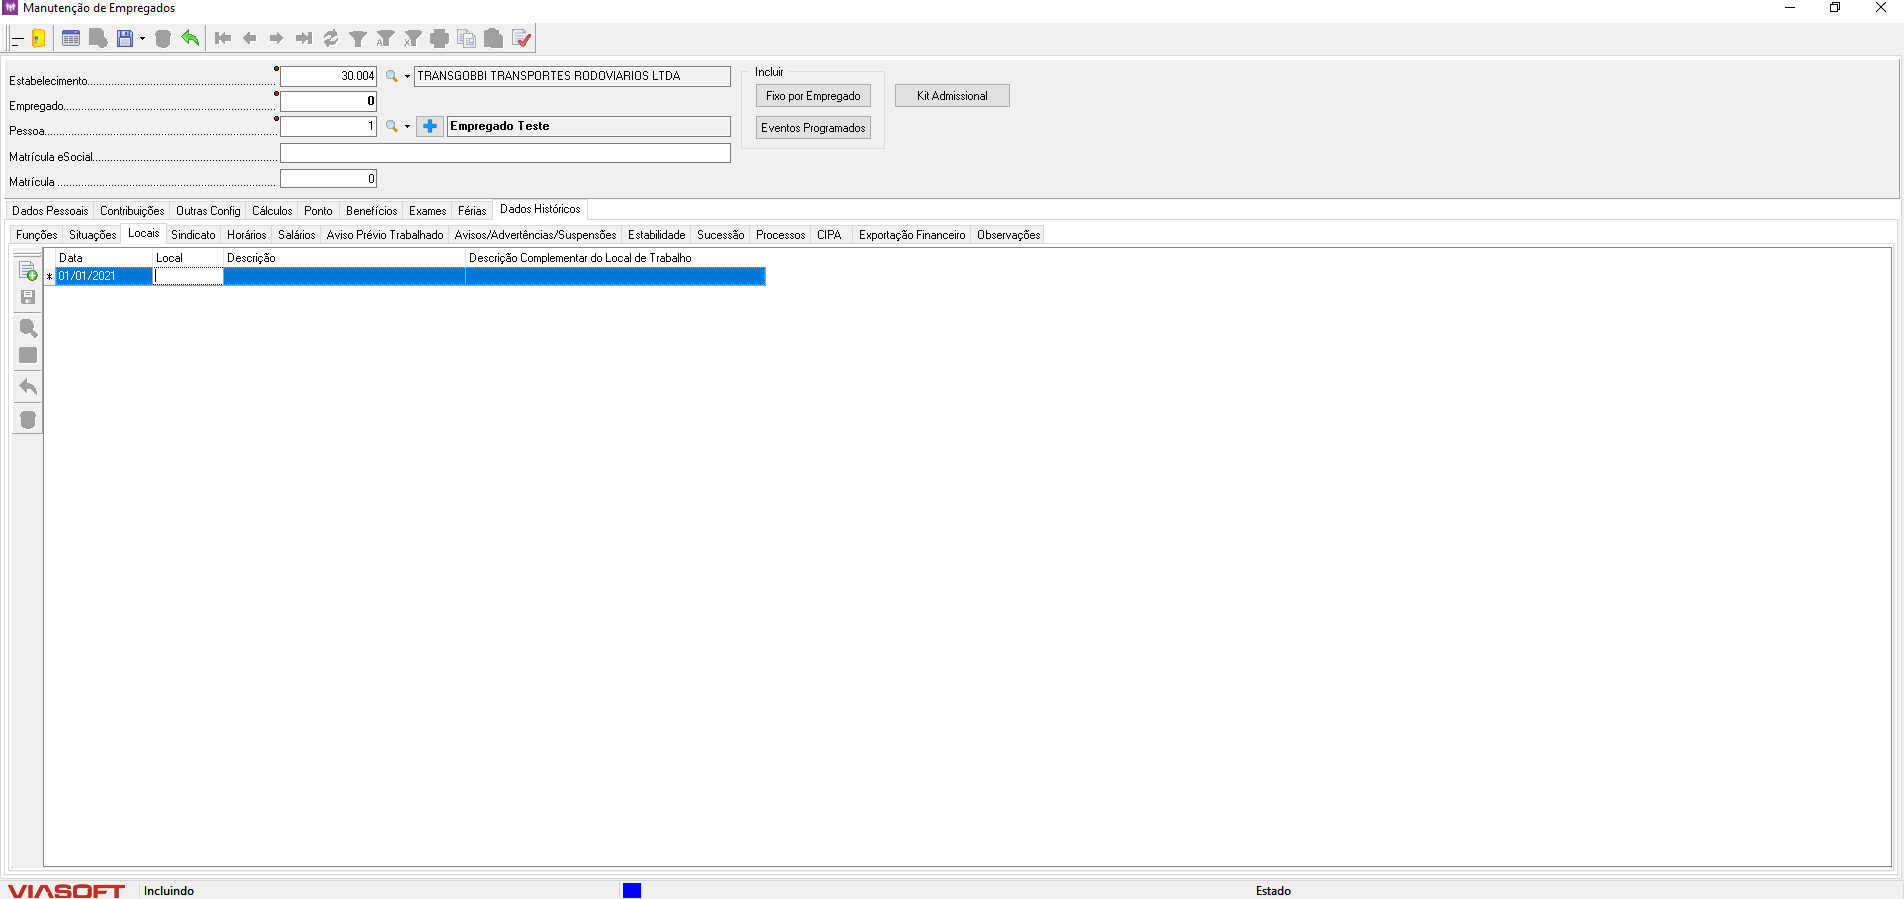 Manutenção de Empregados
Estabelecimento 30.004 TRANSGOBBI TRANSPORTES RODOVIARIOS LTDA
Empregado 0
Pessoa 1 Empregado Teste
Matrícula eSocial
Matrícula 0
Incluir
Fixo por Empregado
Kit Admissional
Eventos Programados
Dados Pessoais Contribuições Outras Config Cálculos Ponto Benefícios Exames Férias Dados Históricos
Funções Situações Locais Sindicato Horários Salários Aviso Prévio Trabalhado Avisos/Advertências/Suspensões Estabilidade Sucessão Processos CIPA Exportação Financeiro Observações
Data Local Descrição Descrição Complementar do Local de Trabalho
* 01/01/2021
VIASOFT Incluindo Estado